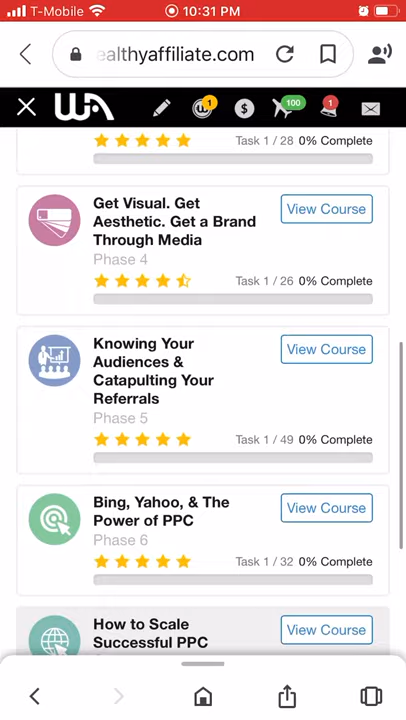 T-Mobile 10:31 PM
ealthyaffiliate.com
WA 1 $ 100 1
Task 1 / 28 0% Complete
Get Visual. Get
Aesthetic. Get a Brand
Through Media
View Course
Phase 4
Task 1 / 26 0% Complete
Knowing Your
Audiences &
Catapulting Your
Referrals
View Course
Phase 5
Task 1 / 49 0% Complete
Bing, Yahoo, & The
Power of PPC
View Course
Phase 6
Task 1 / 32 0% Complete
How to Scale
Successful PPC
View Course